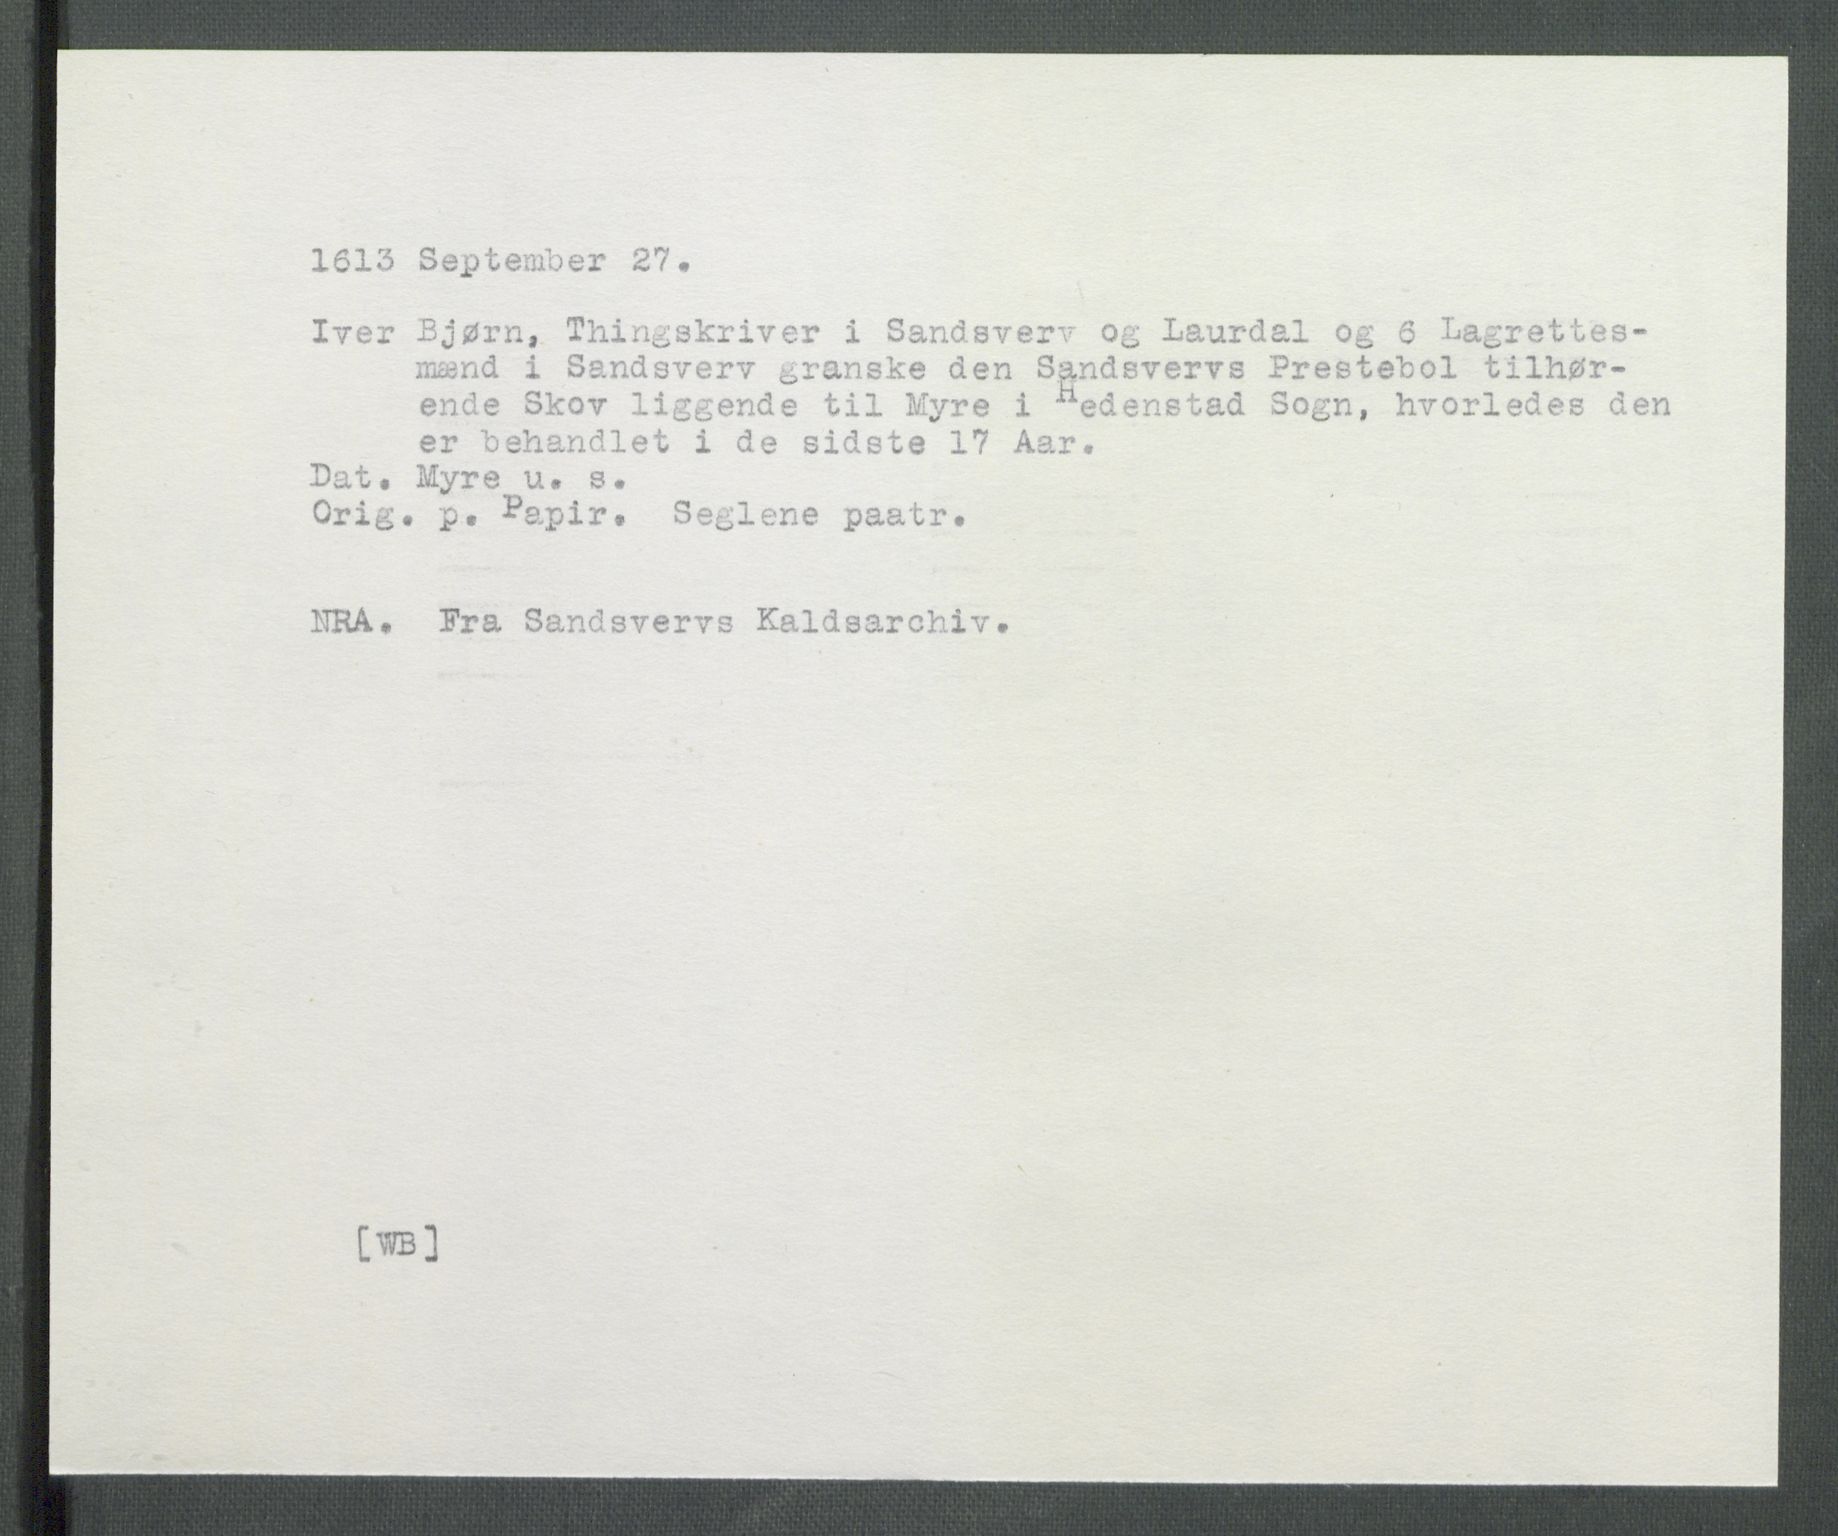 1613 September 27.
Iver Bjørn, Thingskriver i Sandsverv og Laurdal og 6 Lagrettes-
mænd i Sandsverv granske den Sandsvervs Prestebol tilhør-
ende Skov liggende til Myre i Hedenstad Sogn, hvorledes den
er behandlet i de sidste 17 Aar.
Dat. Myre u. s.
Orig. p. Papir. Seglene paatr.
NRA. Fra Sandsvervs Kaldsarchiv.
[WB]